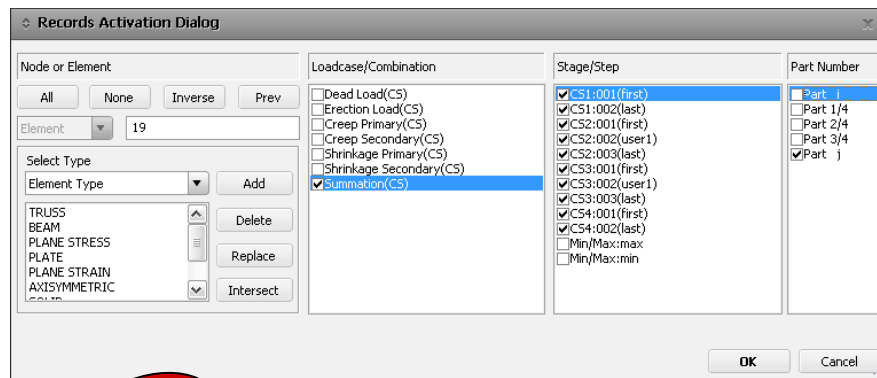 Records Activation Dialog
Node or Element
All None Inverse Prev
Element 19
Select Type
Element Type Add
TRUSS
BEAM
PLANE STRESS
PLATE
PLANE STRAIN
AXISYMMETRIC
Delete
Replace
Intersect
Loadcase/Combination
Dead Load(CS)
Erection Load(CS)
Creep Primary(CS)
Creep Secondary(CS)
Shrinkage Primary(CS)
Shrinkage Secondary(CS)
Summation(CS)
Stage/Step
CS1:001(first)
CS1:002(last)
CS2:001(first)
CS2:002(user1)
CS2:003(last)
CS3:001(first)
CS3:002(user1)
CS3:003(last)
CS4:001(first)
CS4:002(last)
Min/Max:max
Min/Max:min
Part Number
Part i
Part 1/4
Part 2/4
Part 3/4
Part j
OK Cancel